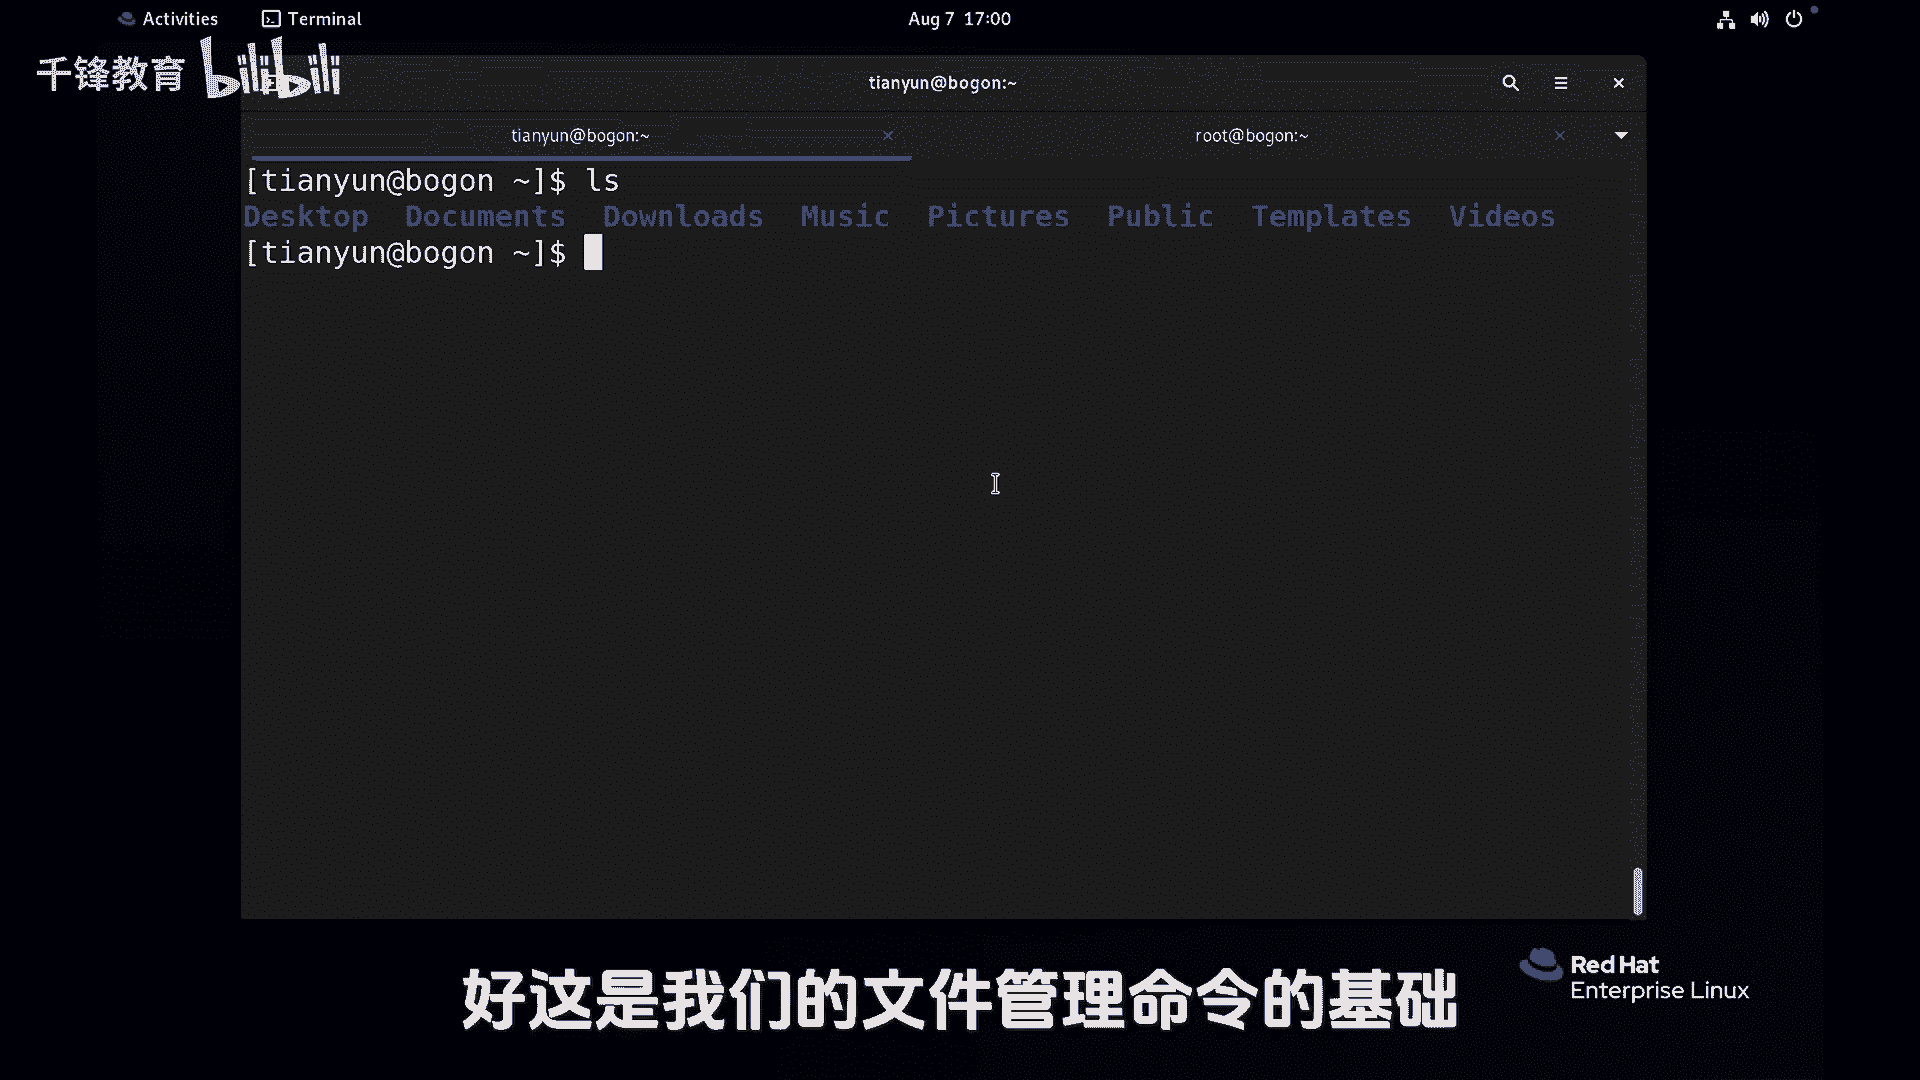 Activities Terminal Aug 7 17:00
千锋教育 bilibili
tianyun@bogon:~
tianyun@bogon:~ root@bogon:~
[tianyun@bogon ~]$ ls
Desktop Documents Downloads Music Pictures Public Templates Videos
[tianyun@bogon ~]$
Red Hat
Enterprise Linux
好这是我们的文件管理命令的基础